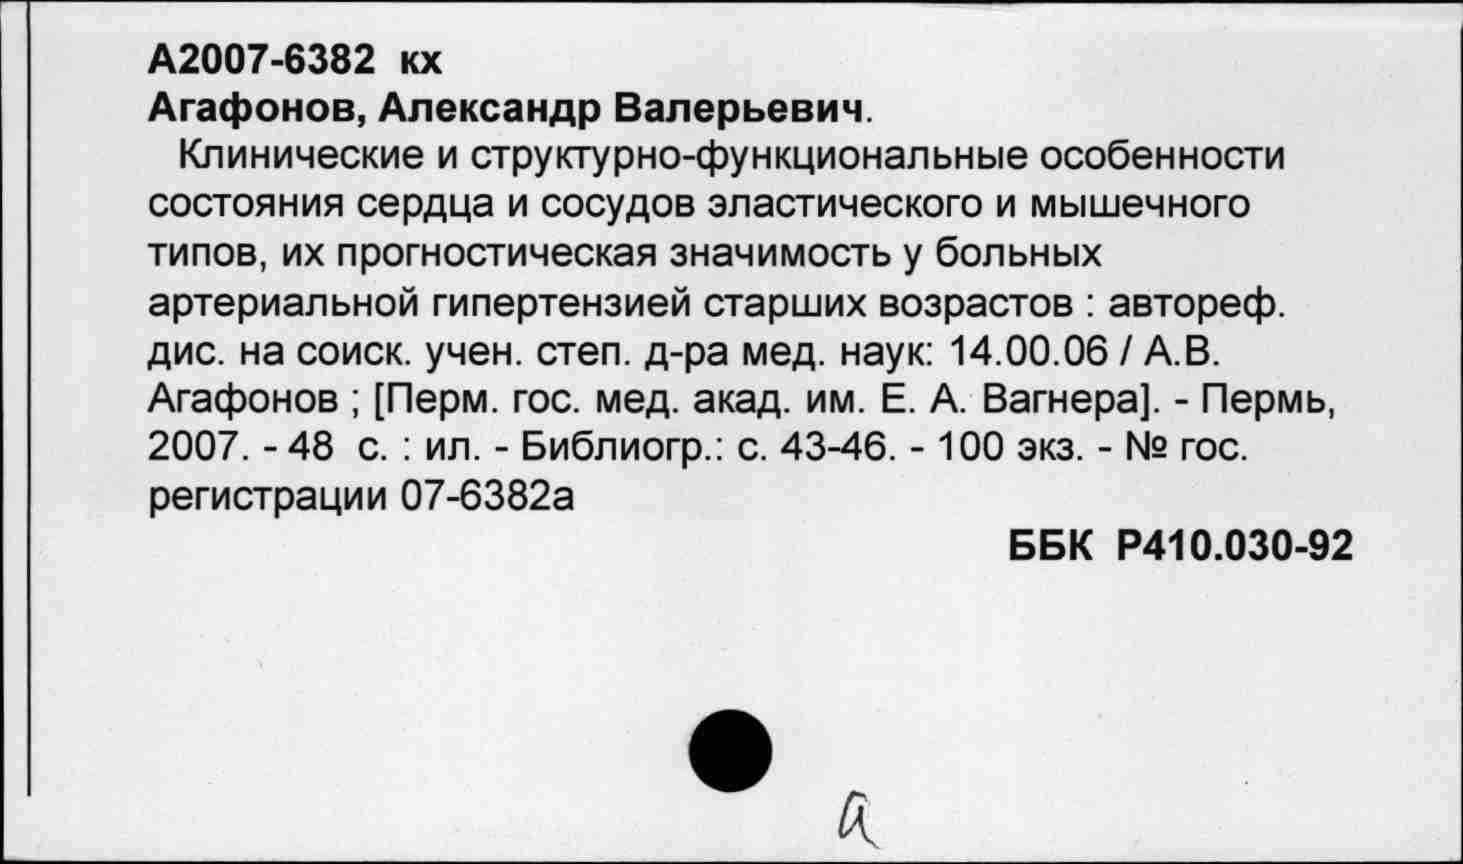 А2007-6382 кх
Агафонов, Александр Валерьевич.
Клинические и структурно-функциональные особенности
состояния сердца и сосудов эластического и мышечного
типов, их прогностическая значимость у больных
артериальной гипертензией старших возрастов : автореф.
дис. на соиск. учен. степ. д-ра мед. наук: 14.00.06 / А.В.
Агафонов ; [Перм. гос. мед. акад. им. Е. А. Вагнера]. - Пермь,
2007. - 48 с. : ил. - Библиогр.: с. 43-46. - 100 экз. - № гос.
регистрации 07-6382а
ББК Р410.030-92
а